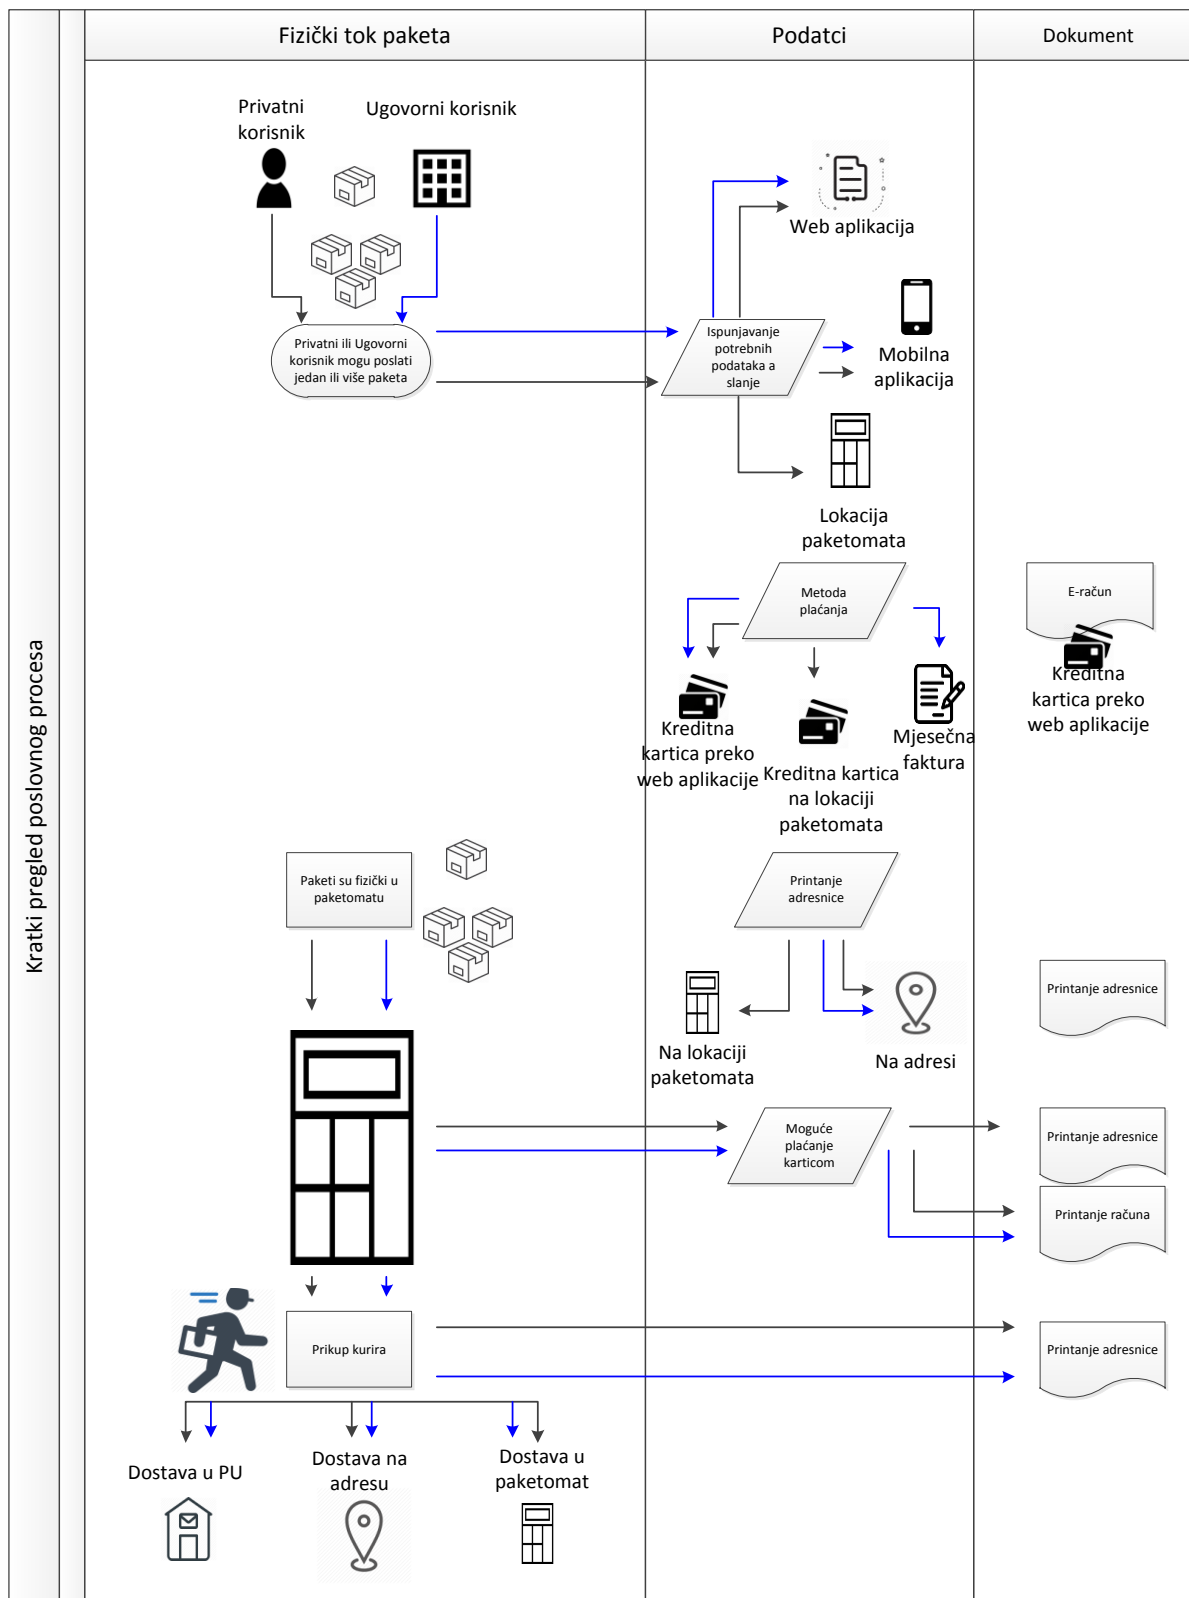 Kratki pregled poslovnog procesa
Fizički tok paketa
Podatci
Dokument
Privatni
korisnik
Ugovorni korisnik
Privatni ili Ugovorni
korisnik mogu poslati
jedan ili više paketa
Web aplikacija
Ispunjavanje
potrebnih
podataka a
slanje
Mobilna
aplikacija
Lokacija
paketomata
Metoda
plaćanja
E-račun
Kreditna
kartica preko
web aplikacije
Kreditna kartica
na lokaciji
paketomata
Mjesečna
faktura
Kreditna
kartica preko
web aplikacije
Paketi su fizički u
paketomatu
Printanje
adresnice
Na lokaciji
paketomata
Na adresi
Printanje adresnice
Moguće
plaćanje
karticom
Printanje adresnice
Printanje računa
Prikup kurira
Printanje adresnice
Dostava u PU
Dostava na
adresu
Dostava u
paketomat